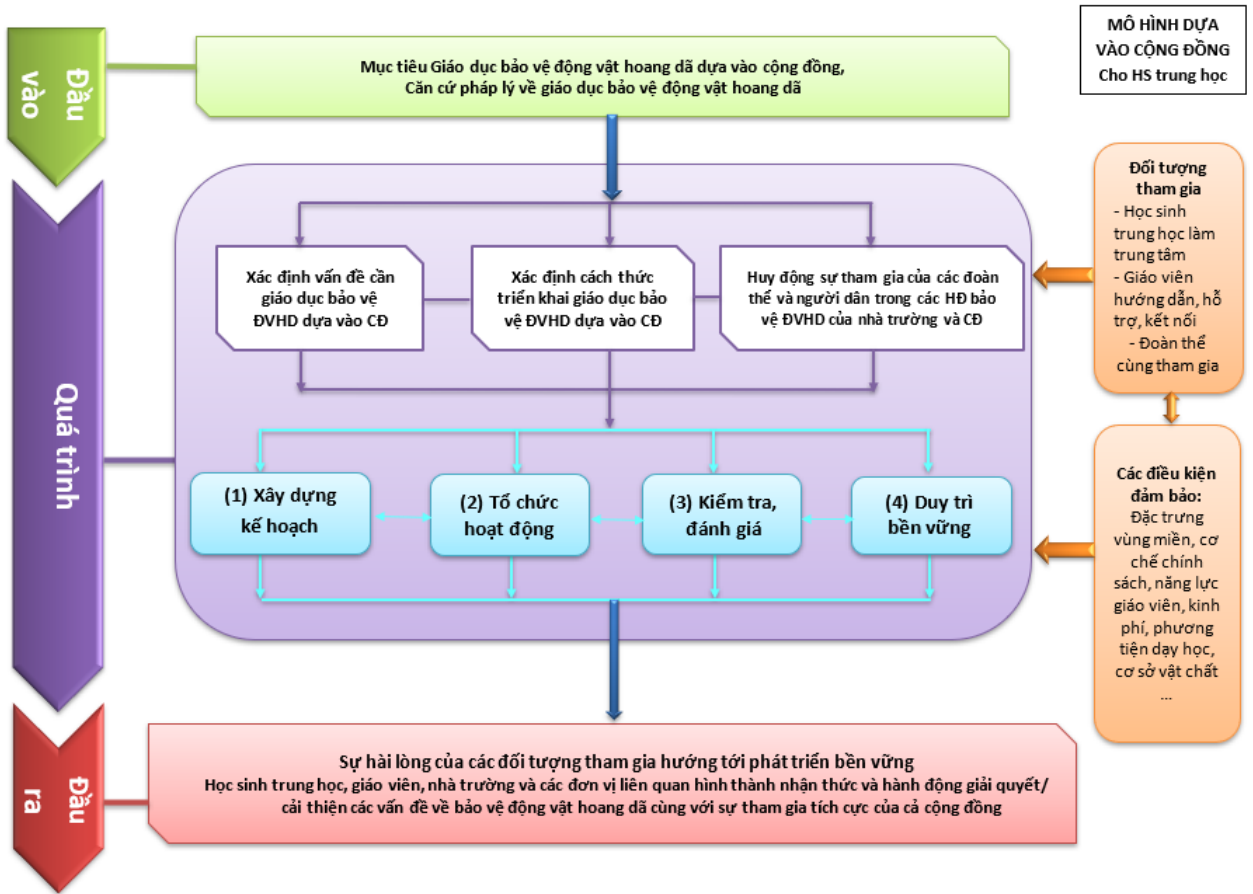 MÔ HÌNH DỰA
VÀO CỘNG ĐỒNG
Cho HS trung học
Đầu
vào
Mục tiêu Giáo dục bảo vệ động vật hoang dã dựa vào cộng đồng,
Căn cứ pháp lý về giáo dục bảo vệ động vật hoang dã
Quá trình
Xác định vấn đề cần
giáo dục bảo vệ
ĐVHD dựa vào CĐ
Xác định cách thức
triển khai giáo dục bảo
vệ ĐVHD dựa vào CĐ
Huy động sự tham gia của các đoàn
thể và người dân trong các HĐ bảo
vệ ĐVHD của nhà trường và CĐ
(1) Xây dựng
kế hoạch
(2) Tổ chức
hoạt động
(3) Kiểm tra,
đánh giá
(4) Duy trì
bền vững
Đối tượng
tham gia
- Học sinh
trung học làm
trung tâm
- Giáo viên
hướng dẫn, hỗ
trợ, kết nối
- Đoàn thể
cùng tham gia
Các điều kiện
đảm bảo:
Đặc trưng
vùng miền, cơ
chế chính
sách, năng lực
giáo viên, kinh
phí, phương
tiện dạy học,
cơ sở vật chất
...
Đầu
ra
Sự hài lòng của các đối tượng tham gia hướng tới phát triển bền vững
Học sinh trung học, giáo viên, nhà trường và các đơn vị liên quan hình thành nhận thức và hành động giải quyết/
cải thiện các vấn đề về bảo vệ động vật hoang dã cùng với sự tham gia tích cực của cả cộng đồng